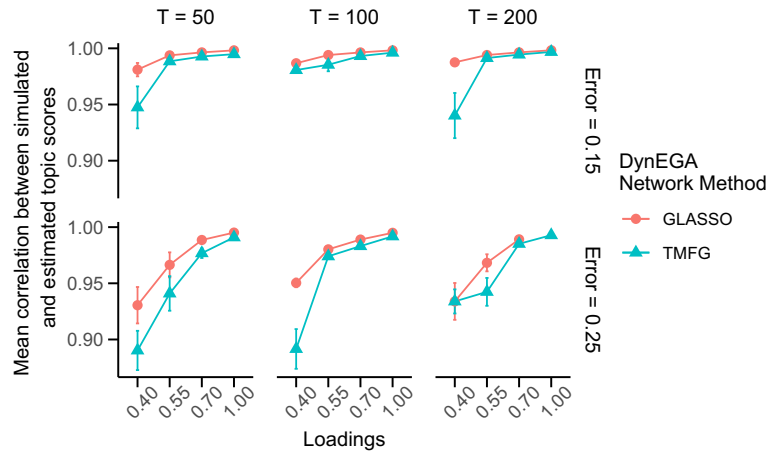 T = 50
T = 100
T = 200
Mean correlation between simulated
and estimated topic scores
1.00
0.95
0.90
Error = 0.15
1.00
0.95
0.90
Error = 0.25
0.40
0.55
0.70
1.00
0.40
0.55
0.70
1.00
0.40
0.55
0.70
1.00
Loadings
DynEGA
Network Method
GLASSO
TMFG